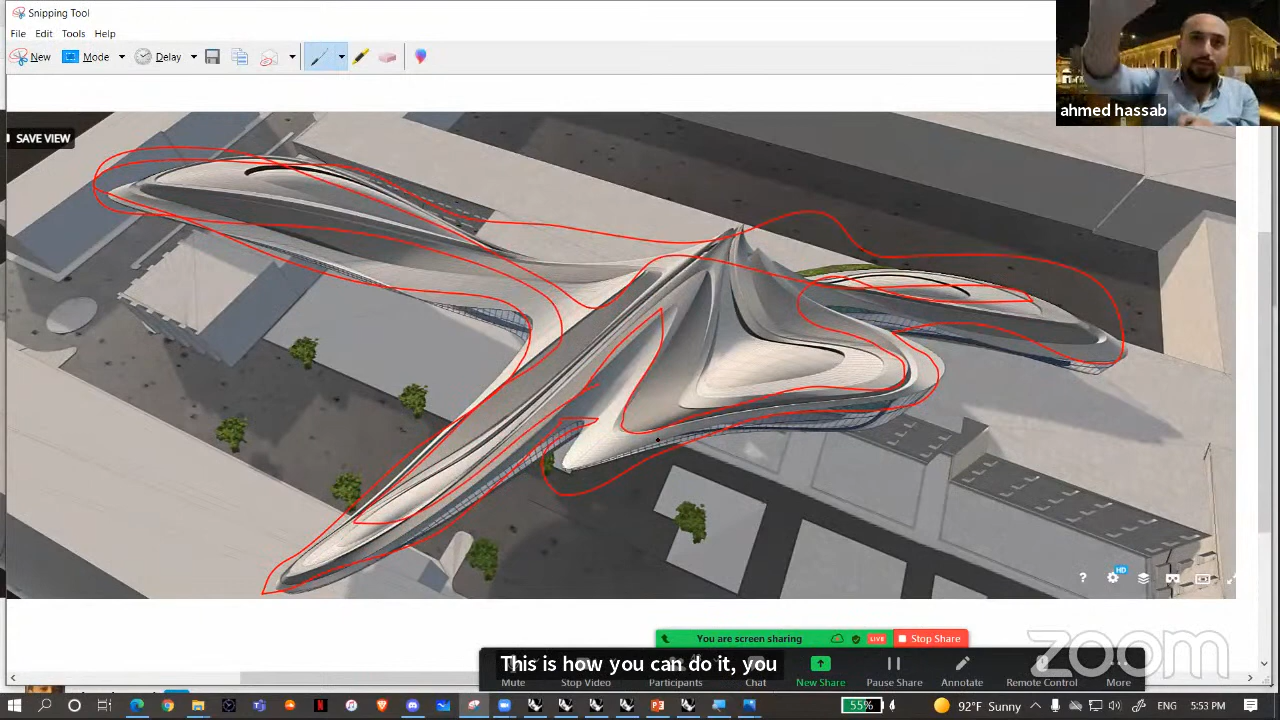 Snipping Tool
File Edit Tools Help
New Mode Delay
ahmed hassab
SAVE VIEW
? HD
You are screen sharing LIVE Stop Share
zoom
This is how you can do it, you
Mute Stop Video Participants Chat New Share Pause Share Annotate Remote Control More
55% 92°F Sunny ENG 5:53 PM